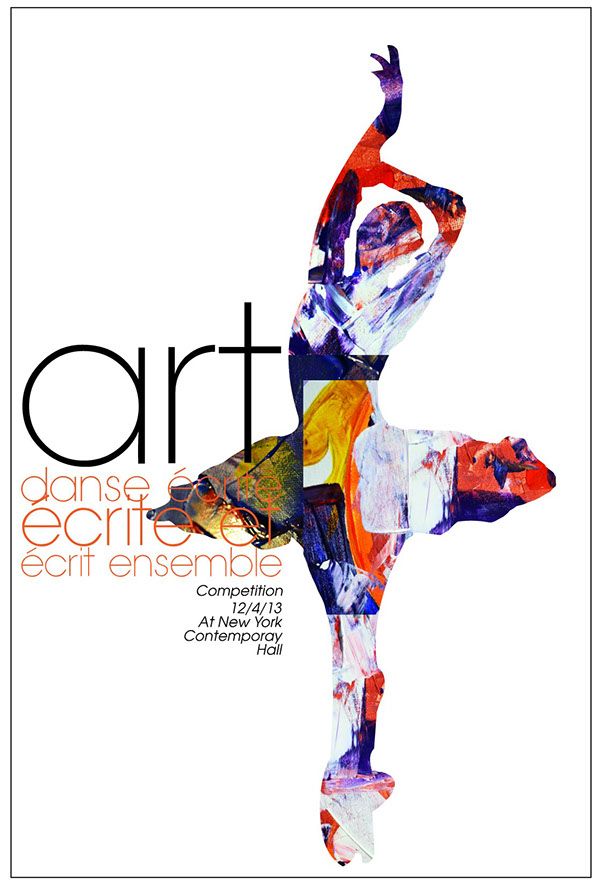 art
danse écrite
écrite et
écrit ensemble
Competition
12/4/13
At New York
Contemporay
Hall